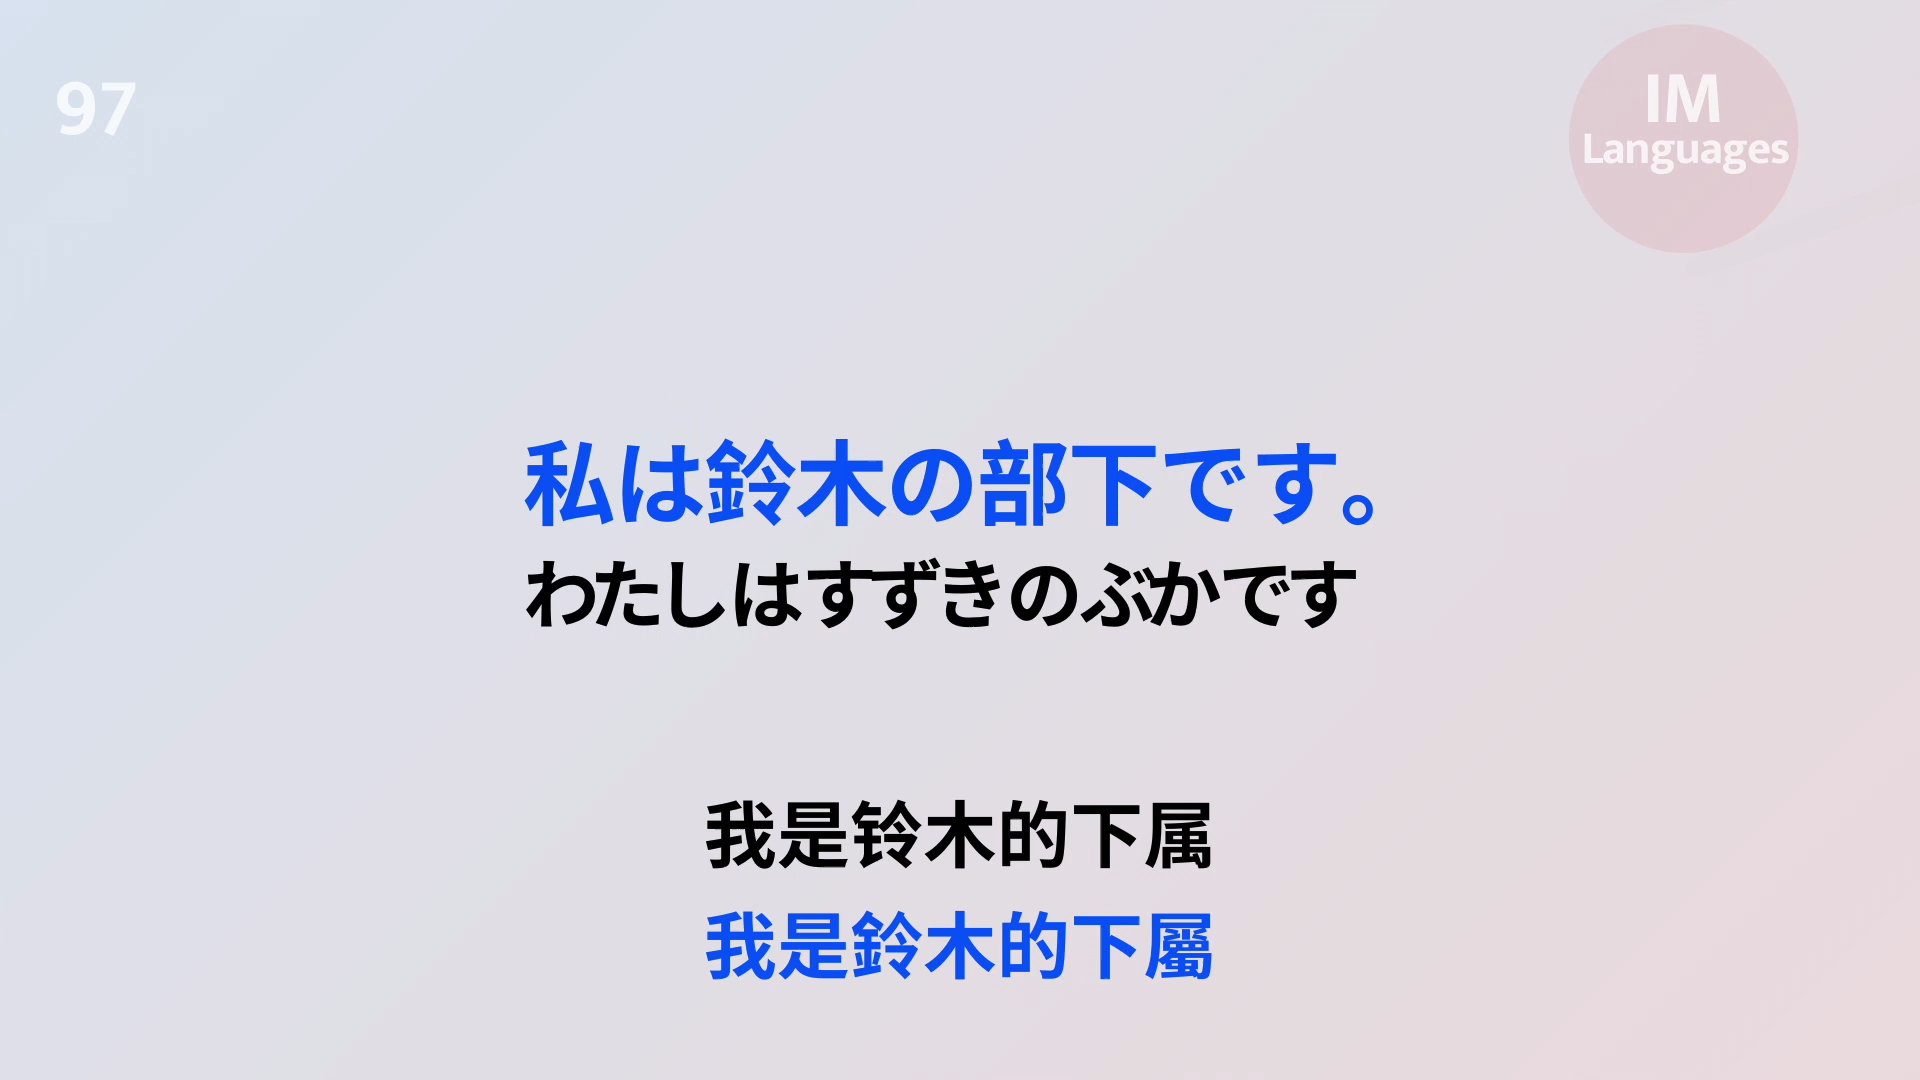 97
IM
Languages
私は鈴木の部下です。
わたしはすずきのぶかです
我是铃木的下属
我是鈴木的下屬